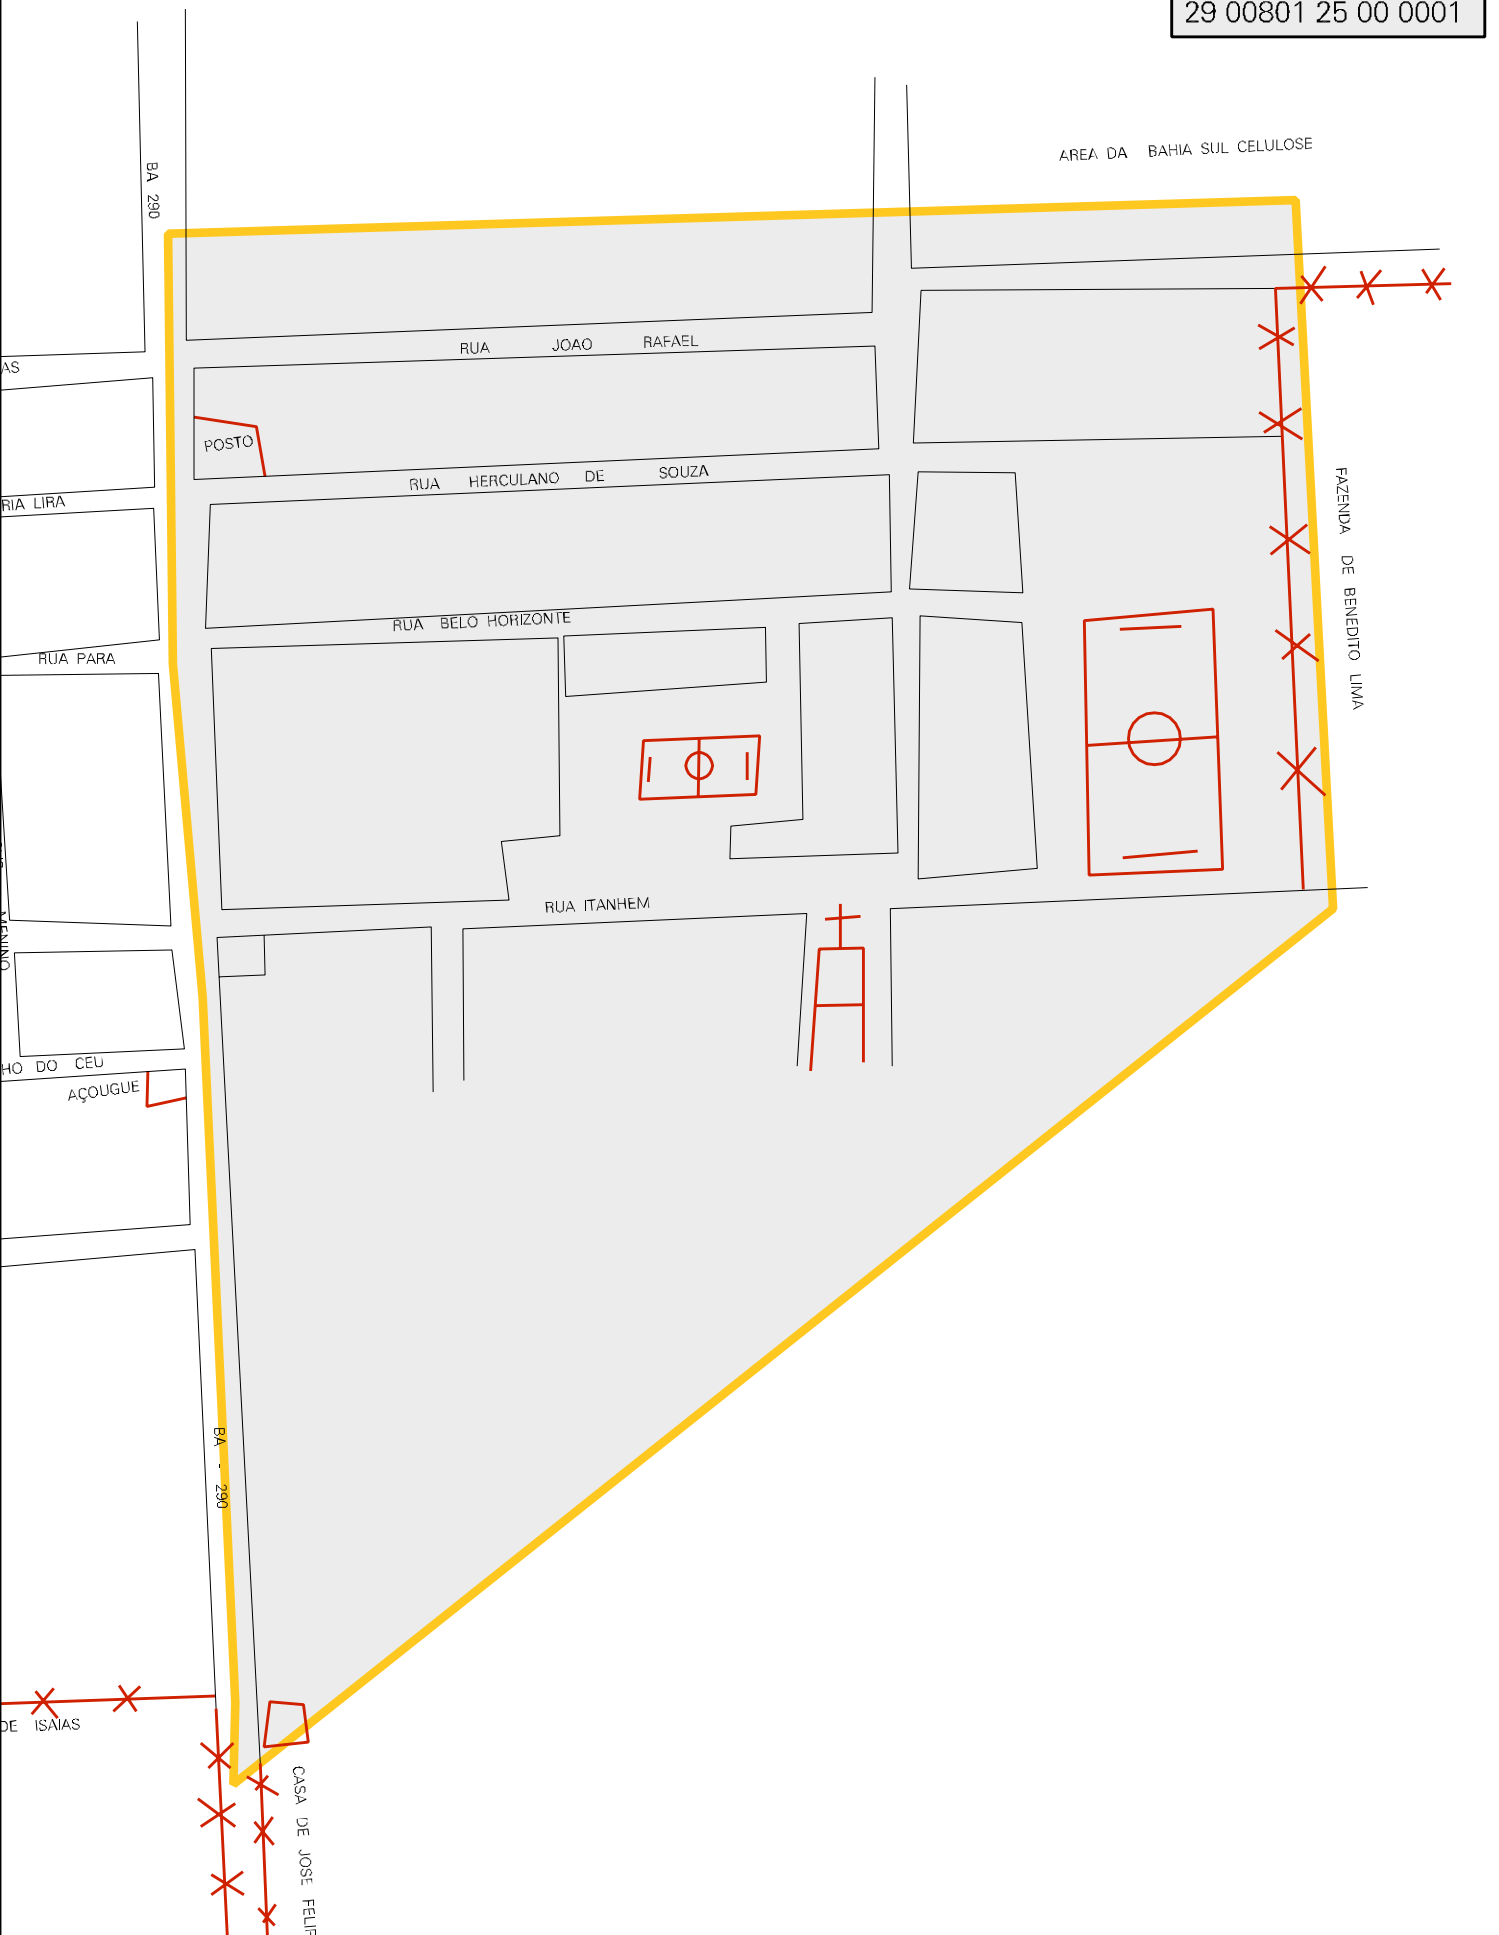 29 00801 25 00 0001
AREA DA BAHIA SUL CELULOSE
BA 290
RUA JOAO RAFAEL
AS
POSTO
RUA HERCULANO DE SOUZA
RIA LIRA
FAZENDA DE BENEDITO LIMA
RUA BELO HORIZONTE
RUA PARA
RUA ITANHEM
MENINO
HO DO CEU
AÇOUGUE
BA - 290
DE ISAIAS
CASA DE JOSE FELIP